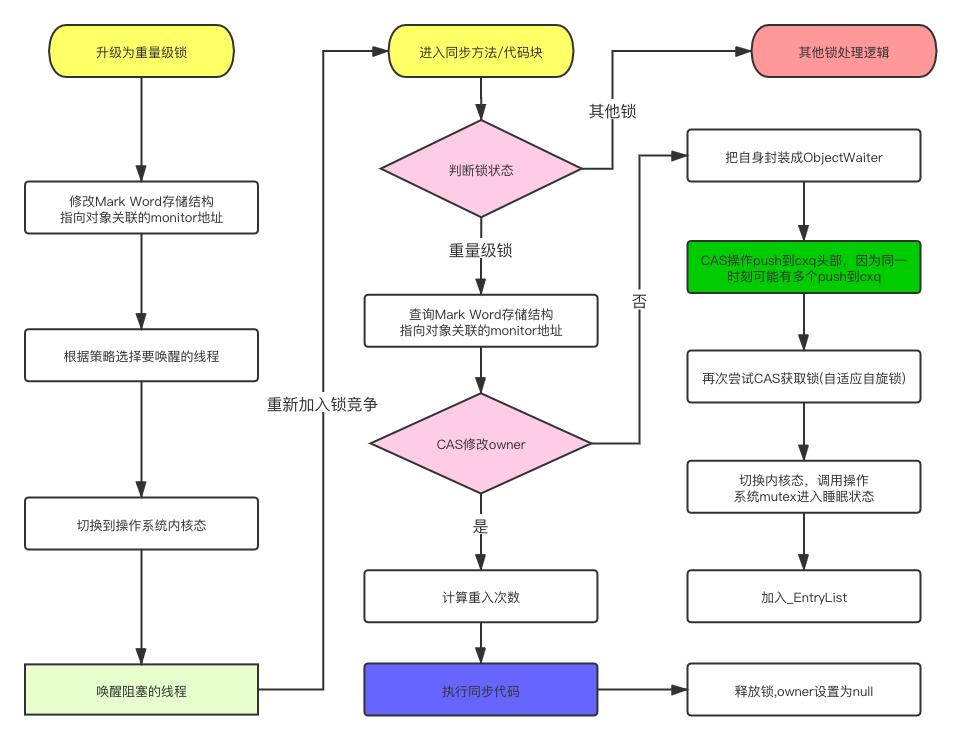 升级为重量级锁
修改Mark Word存储结构
指向对象关联的monitor地址
根据策略选择要唤醒的线程
切换到操作系统内核态
唤醒阻塞的线程
重新加入锁竞争
进入同步方法/代码块
判断锁状态
其他锁
其他锁处理逻辑
重量级锁
查询Mark Word存储结构
指向对象关联的monitor地址
CAS修改owner
否
是
计算重入次数
执行同步代码
把自身封装成ObjectWaiter
CAS操作push到cxq头部，因为同一
时刻可能有多个push到cxq
再次尝试CAS获取锁(自适应自旋锁)
切换内核态，调用操作
系统mutex进入睡眠状态
加入_EntryList
释放锁,owner设置为null